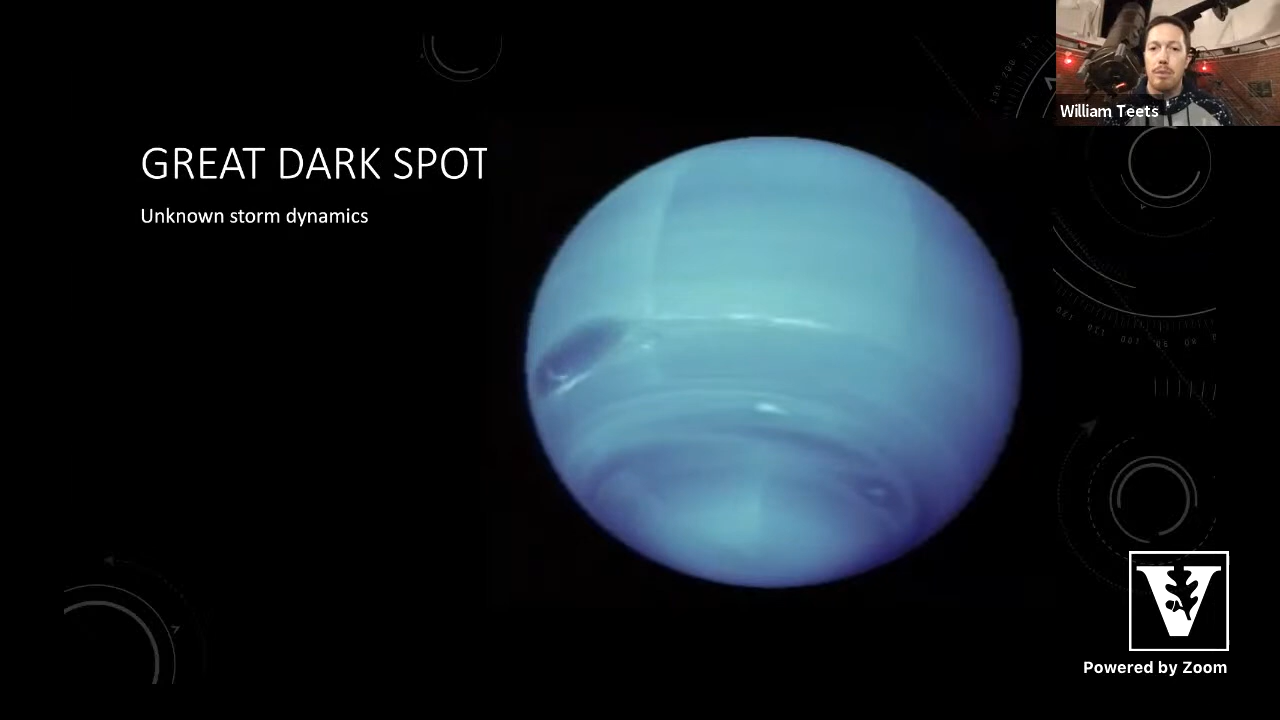 William Teets
GREAT DARK SPOT
Unknown storm dynamics
V
Powered by Zoom